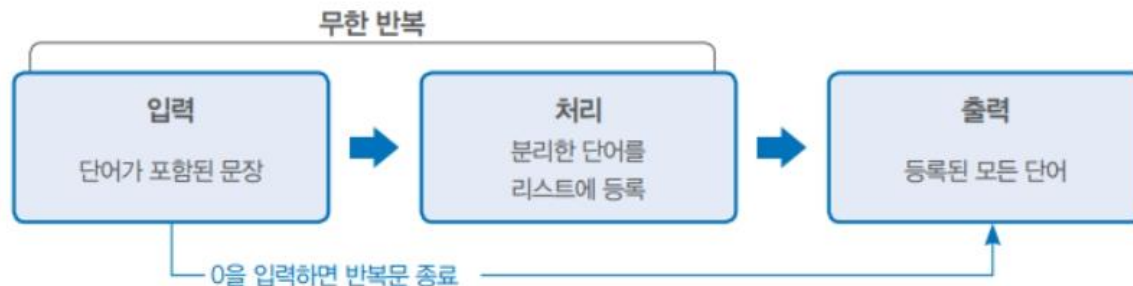 무한 반복
입력
단어가 포함된 문장
처리
분리한 단어를
리스트에 등록
출력
등록된 모든 단어
0을 입력하면 반복문 종료